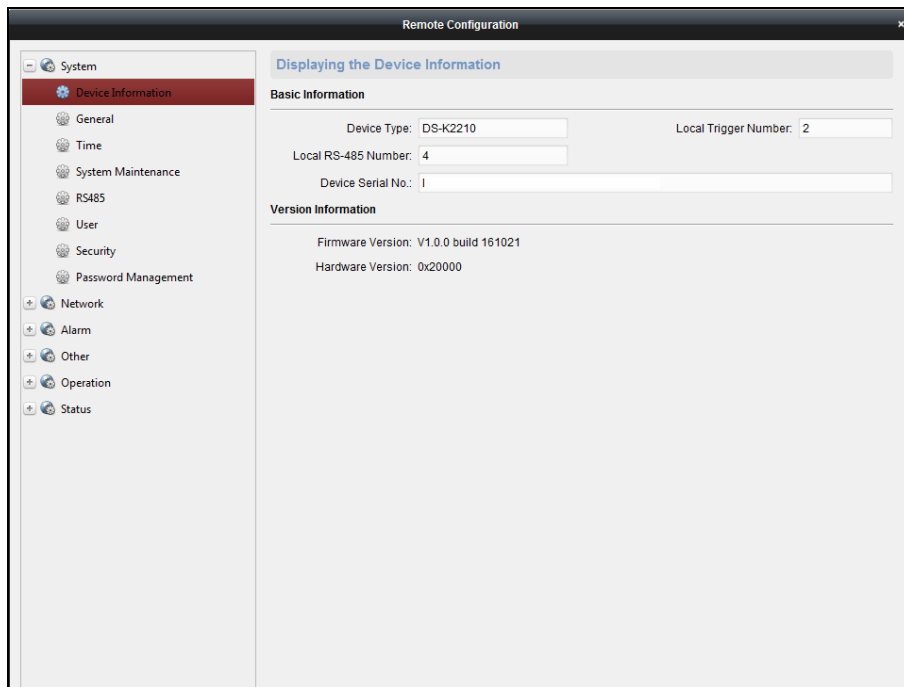 Remote Configuration
×
System
Device Information
General
Time
System Maintenance
RS485
User
Security
Password Management
Network
Alarm
Other
Operation
Status
Displaying the Device Information
Basic Information
Device Type: DS-K2210 Local Trigger Number: 2
Local RS-485 Number: 4
Device Serial No.: I
Version Information
Firmware Version: V1.0.0 build 161021
Hardware Version: 0x20000